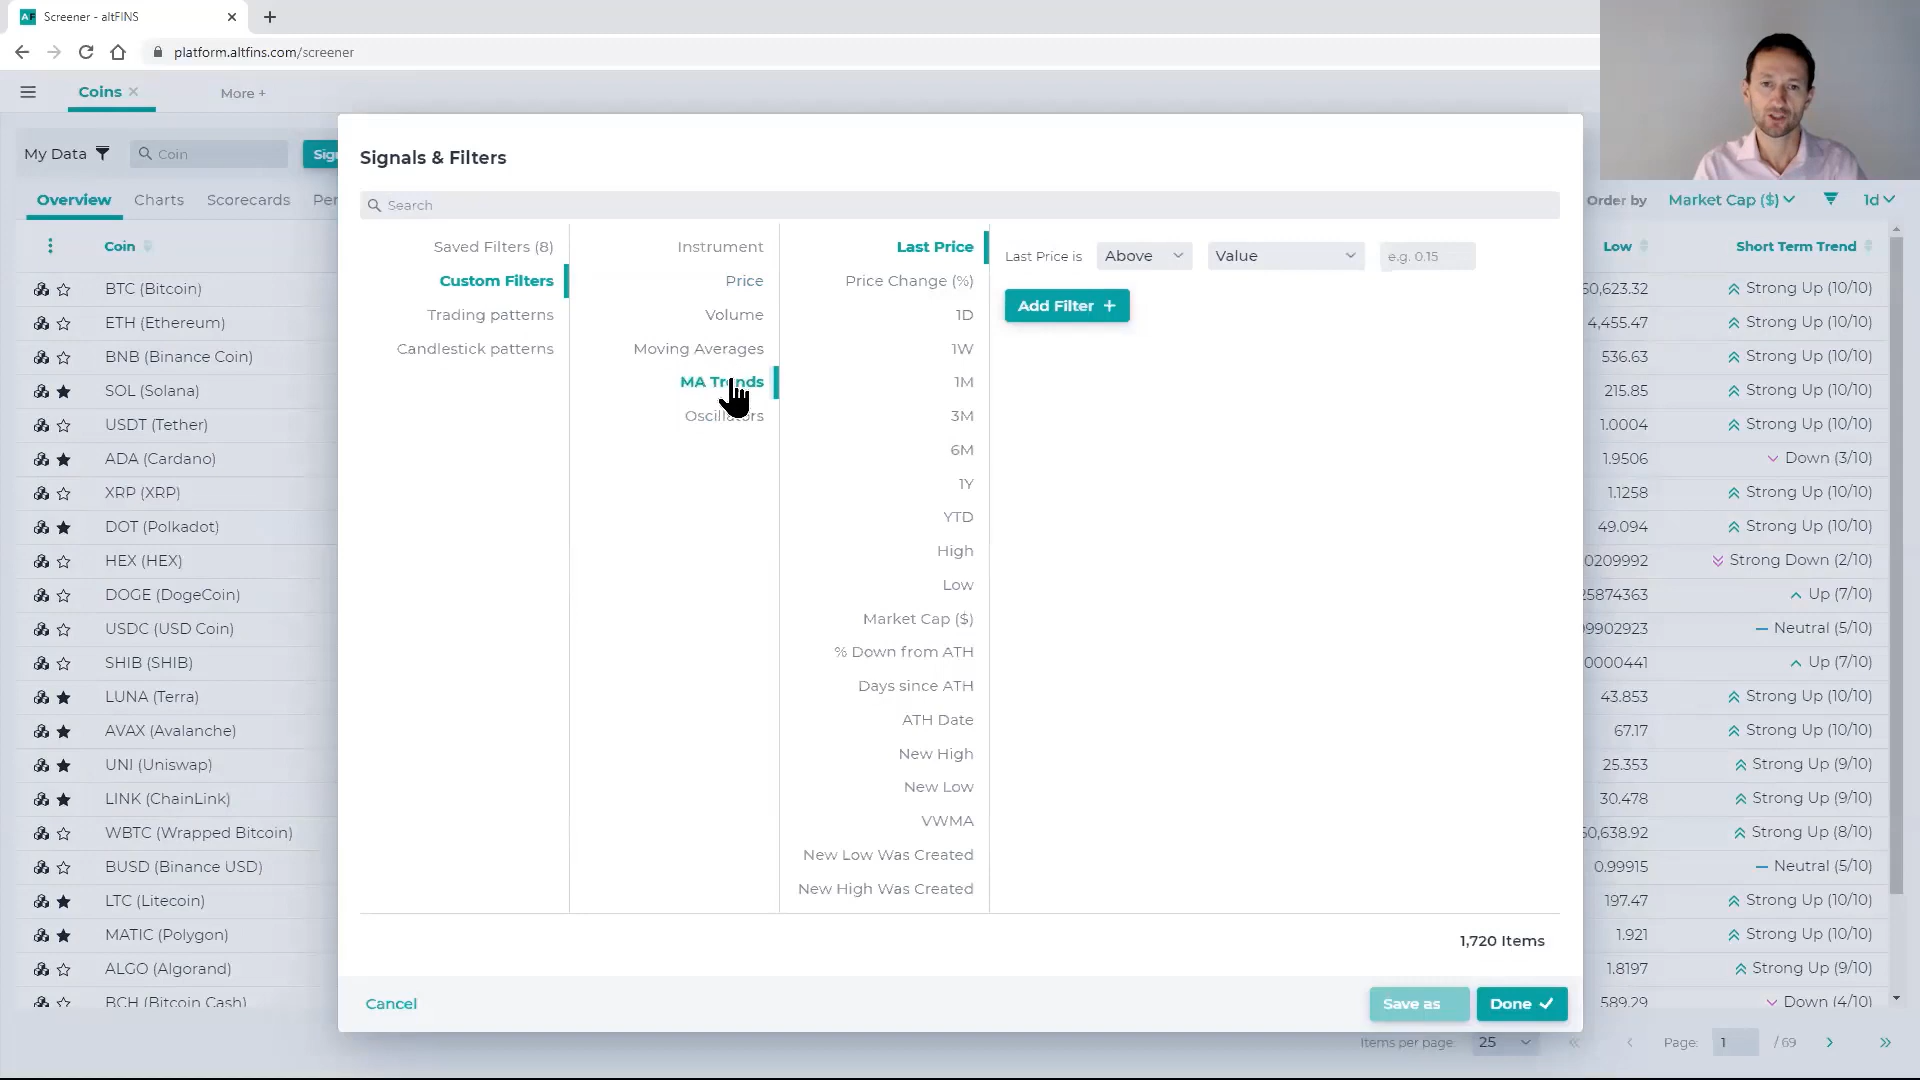 Screener - altFINS
platform.altfins.com/screener
Coins
More +
My Data
Coin
Overview
Charts
Scorecards
Order by
Market Cap ($)
1d
Coin
Low
Short Term Trend
Signals & Filters
Search
Saved Filters (8)
Custom Filters
Trading patterns
Candlestick patterns
Instrument
Price
Volume
Moving Averages
MA Trends
Oscillators
Last Price
Price Change (%)
1D
1W
1M
3M
6M
1Y
YTD
High
Low
Market Cap ($)
% Down from ATH
Days since ATH
ATH Date
New High
New Low
VWMA
New Low Was Created
New High Was Created
Last Price is Above Value e.g. 0.15
Add Filter +
1,720 Items
Cancel
Save as
Done
BTC (Bitcoin) Strong Up (10/10)
ETH (Ethereum) 4,455.47 Strong Up (10/10)
BNB (Binance Coin) 536.63 Strong Up (10/10)
SOL (Solana) 215.85 Strong Up (10/10)
USDT (Tether) 1.0004 Strong Up (10/10)
ADA (Cardano) 1.9506 Down (3/10)
XRP (XRP) 1.1258 Strong Up (10/10)
DOT (Polkadot) 49.094 Strong Up (10/10)
HEX (HEX) 0209992 Strong Down (2/10)
DOGE (DogeCoin) 25874363 Up (7/10)
USDC (USD Coin) 99902923 Neutral (5/10)
SHIB (SHIB) 0000441 Up (7/10)
LUNA (Terra) 43.853 Strong Up (10/10)
AVAX (Avalanche) 67.17 Strong Up (10/10)
UNI (Uniswap) 25.353 Strong Up (9/10)
LINK (ChainLink) 30.478 Strong Up (9/10)
WBTC (Wrapped Bitcoin) Strong Up (8/10)
BUSD (Binance USD) 0.99915 Neutral (5/10)
LTC (Litecoin) 197.47 Strong Up (10/10)
MATIC (Polygon) 1.921 Strong Up (10/10)
ALGO (Algorand) 1.8197 Strong Up (9/10)
BCH (Bitcoin Cash) 589.29 Down (4/10)
Items per page: 25
Page: 1 / 69